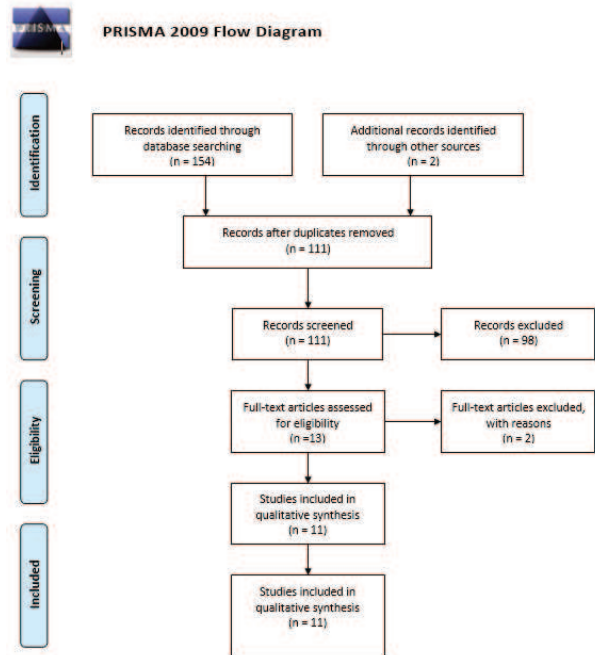 PRISMA
PRISMA 2009 Flow Diagram
Identification
Records identified through
database searching
(n = 154)
Additional records identified
through other sources
(n = 2)
Records after duplicates removed
(n = 111)
Screening
Records screened
(n = 111)
Records excluded
(n = 98)
Eligibility
Full-text articles assessed
for eligibility
(n =13)
Full-text articles excluded,
with reasons
(n = 2)
Studies included in
qualitative synthesis
(n = 11)
Included
Studies included in
qualitative synthesis
(n = 11)